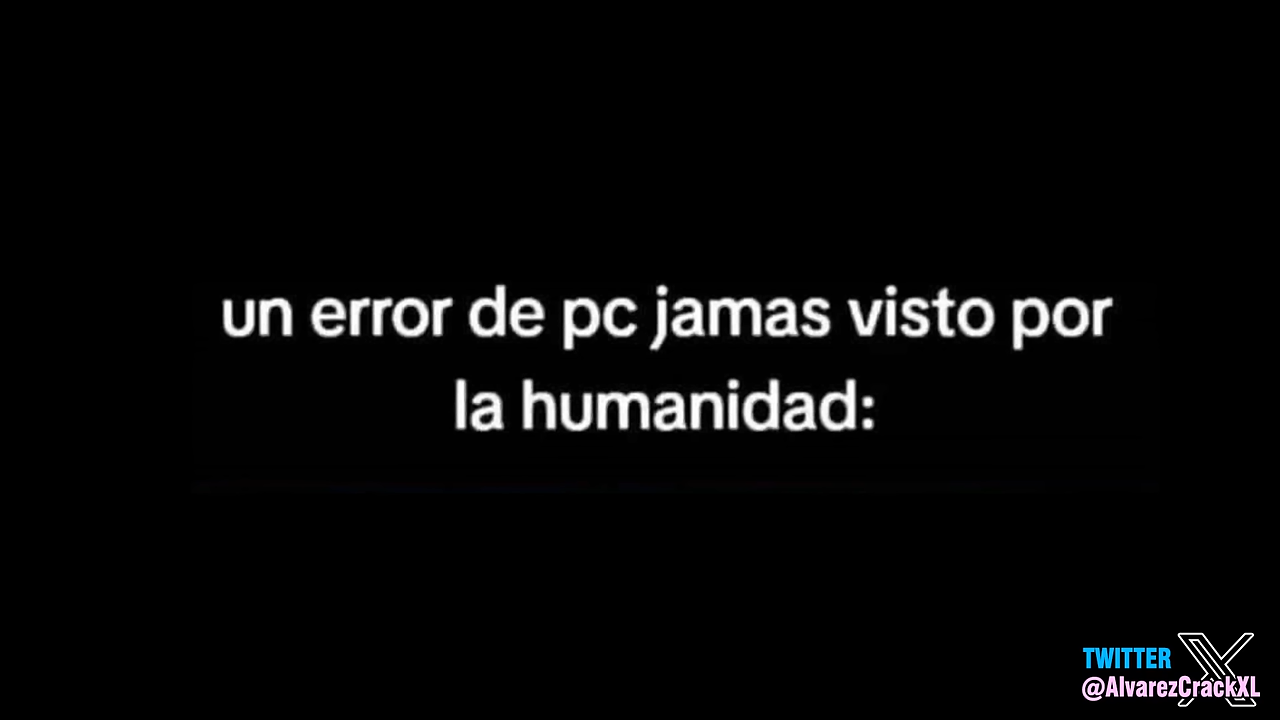 un error de pc jamas visto por
la humanidad:
TWITTER
@AlvarezCrackXL